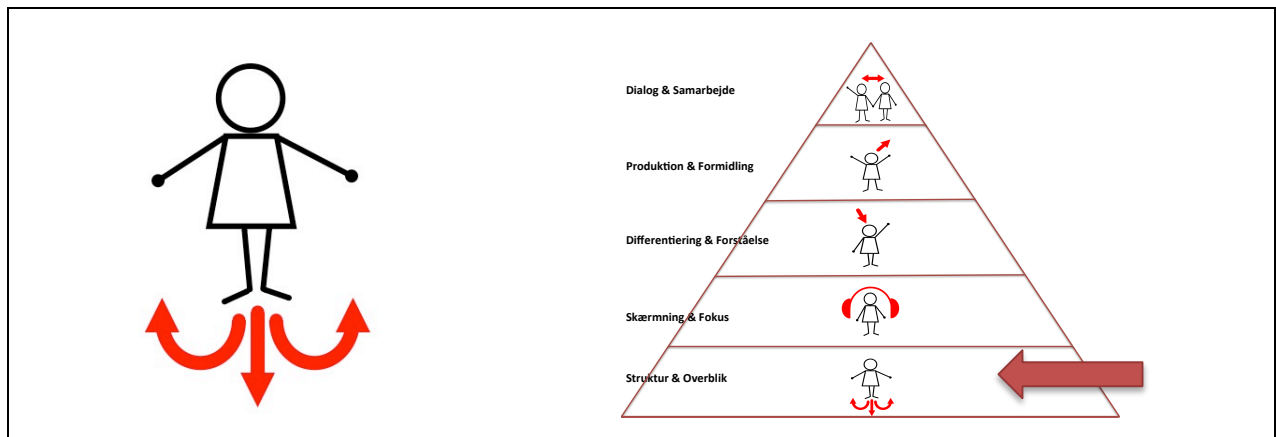 Dialog & Samarbejde
Produktion & Formidling
Differentiering & Forståelse
Skærmning & Fokus
Struktur & Overblik